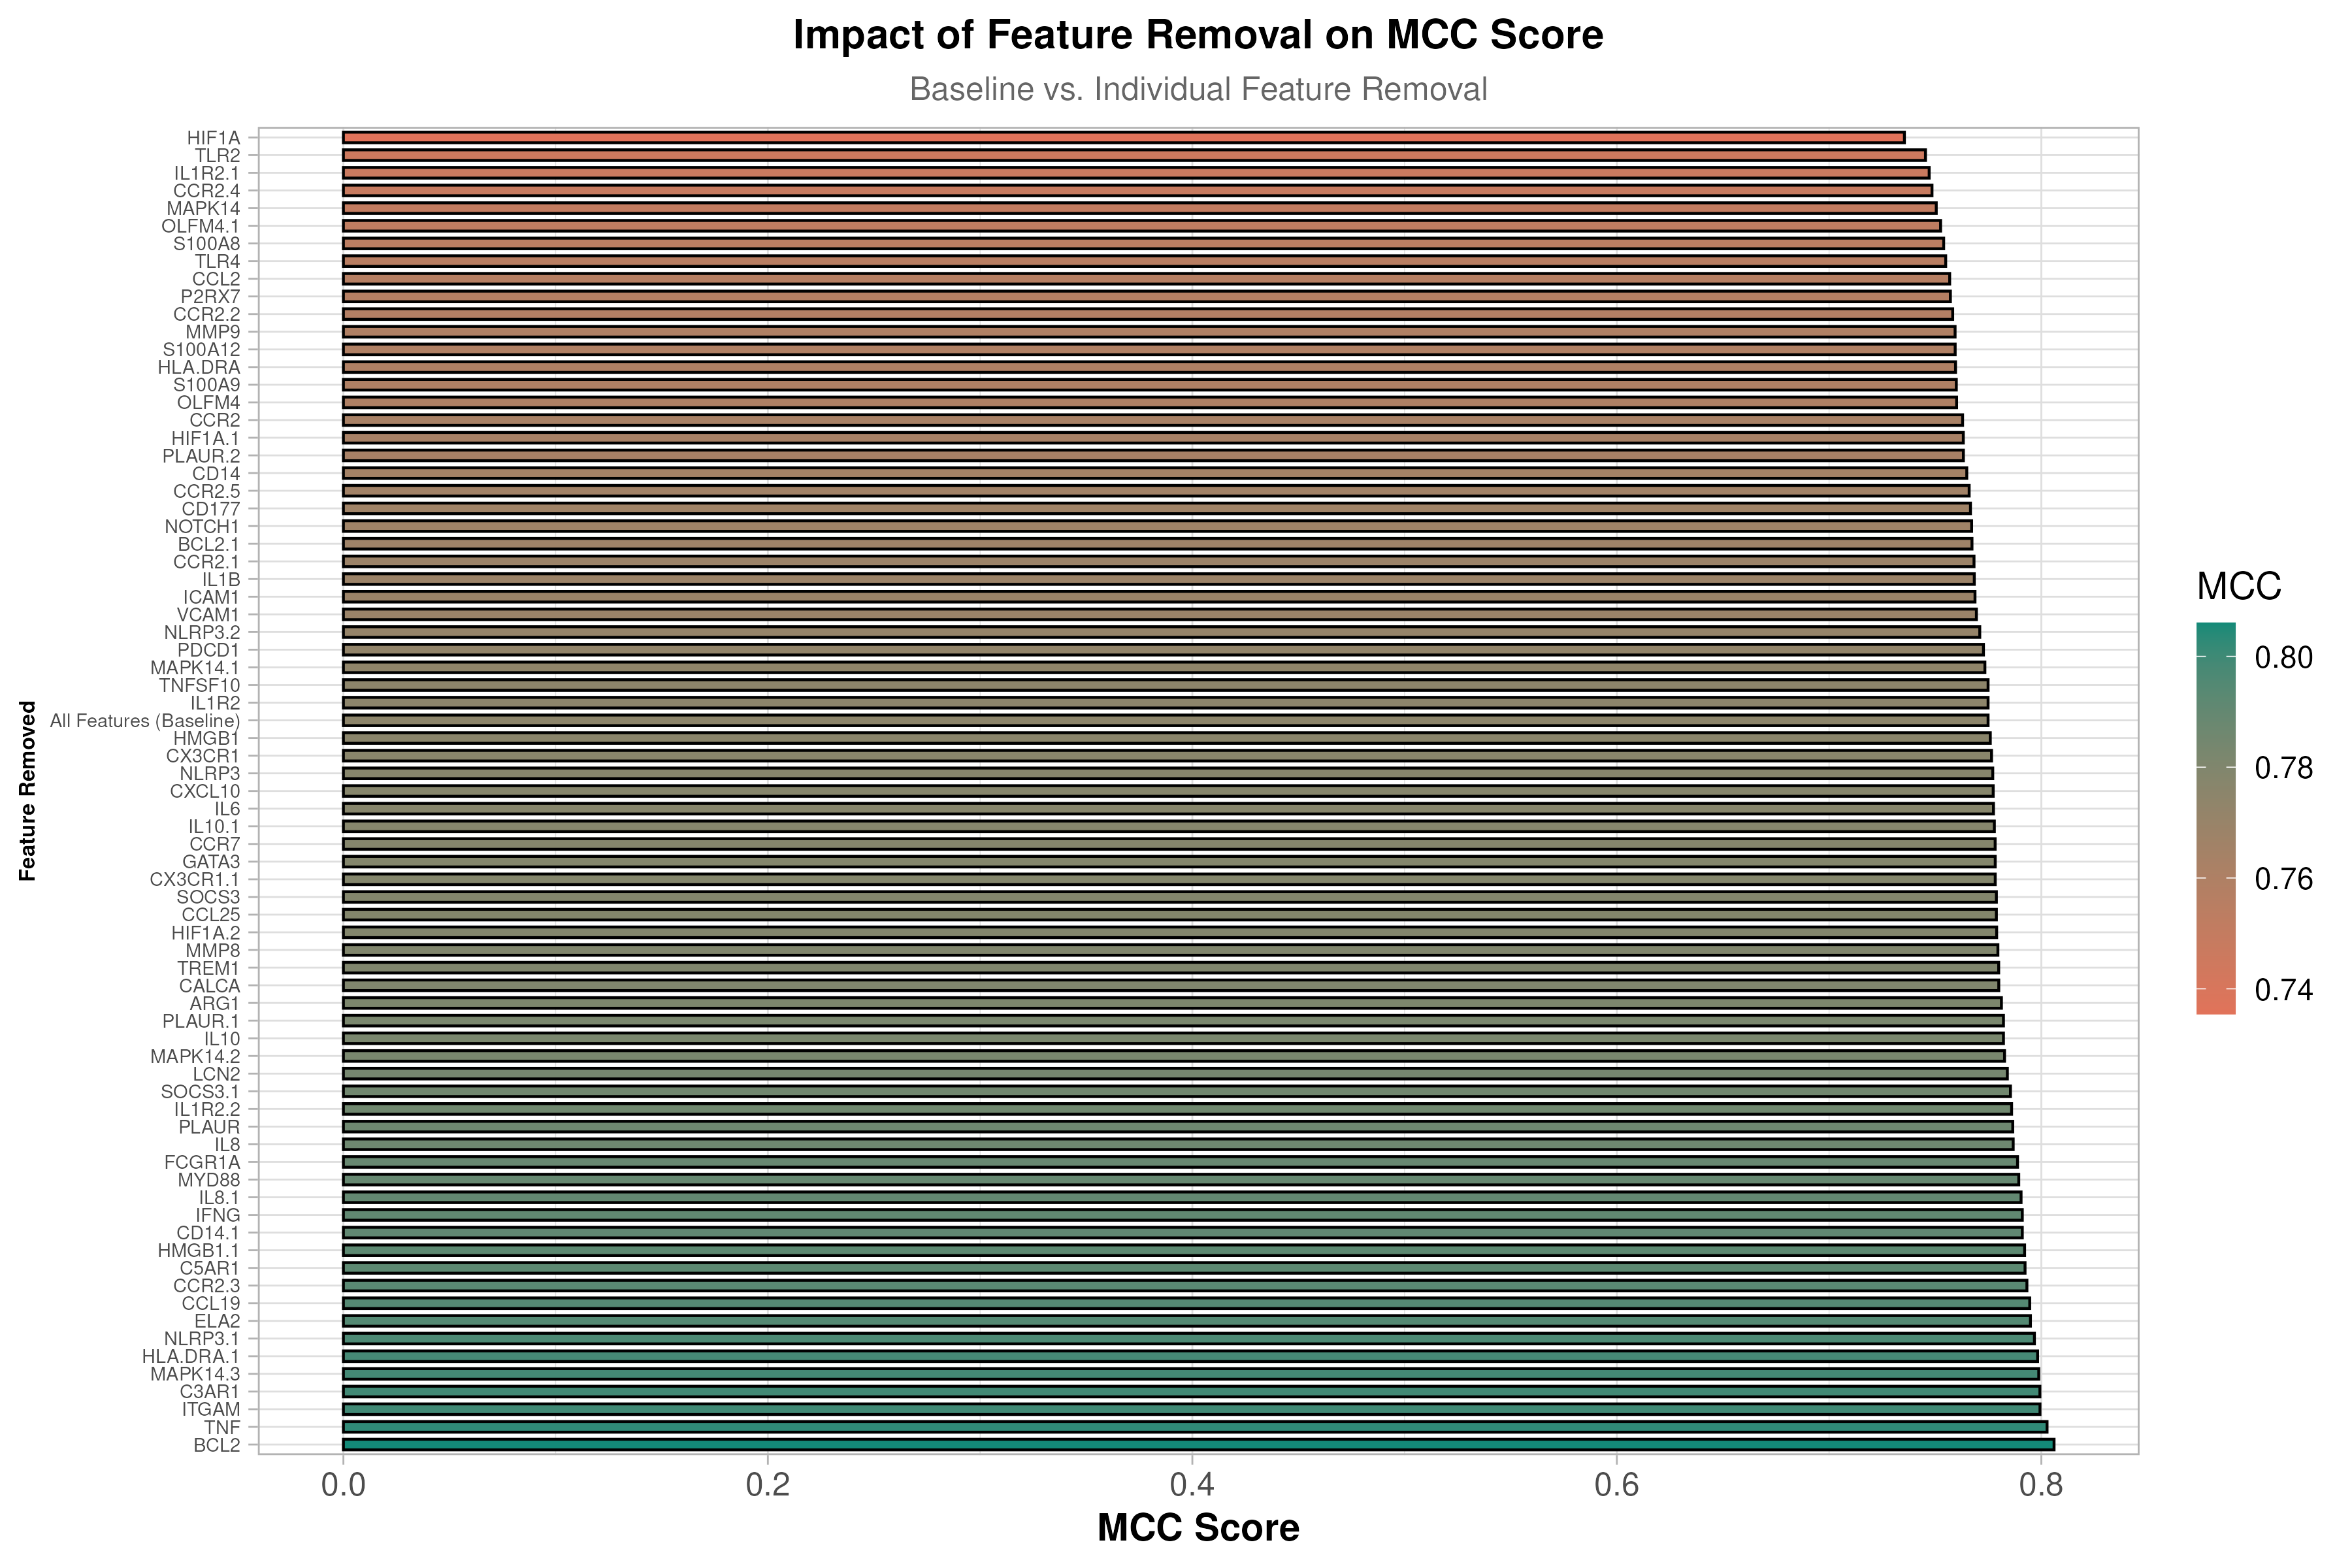 Impact of Feature Removal on MCC Score
Baseline vs. Individual Feature Removal
Feature Removed
HIF1A
TLR2
IL1R2.1
CCR2.4
MAPK14
OLFM4.1
S100A8
TLR4
CCL2
P2RX7
CCR2.2
MMP9
S100A12
HLA.DRA
S100A9
OLFM4
CCR2
HIF1A.1
PLAUR.2
CD14
CCR2.5
CD177
NOTCH1
BCL2.1
CCR2.1
IL1B
ICAM1
VCAM1
NLRP3.2
PDCD1
MAPK14.1
TNFSF10
IL1R2
All Features (Baseline)
HMGB1
CX3CR1
NLRP3
CXCL10
IL6
IL10.1
CCR7
GATA3
CX3CR1.1
SOCS3
CCL25
HIF1A.2
MMP8
TREM1
CALCA
ARG1
PLAUR.1
IL10
MAPK14.2
LCN2
SOCS3.1
IL1R2.2
PLAUR
IL8
FCGR1A
MYD88
IL8.1
IFNG
CD14.1
HMGB1.1
C5AR1
CCR2.3
CCL19
ELA2
NLRP3.1
HLA.DRA.1
MAPK14.3
C3AR1
ITGAM
TNF
BCL2
0.0 0.2 0.4 0.6 0.8
MCC Score
MCC
0.80
0.78
0.76
0.74